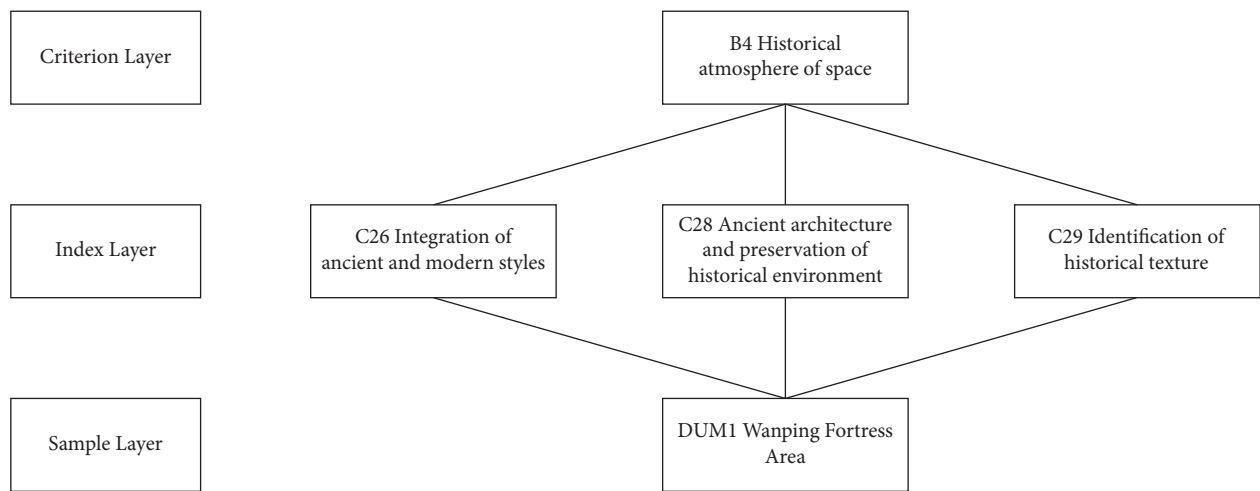 Criterion Layer
B4 Historical
atmosphere of space
Index Layer
C26 Integration of
ancient and modern styles
C28 Ancient architecture
and preservation of
historical environment
C29 Identification of
historical texture
Sample Layer
DUM1 Wanping Fortress
Area